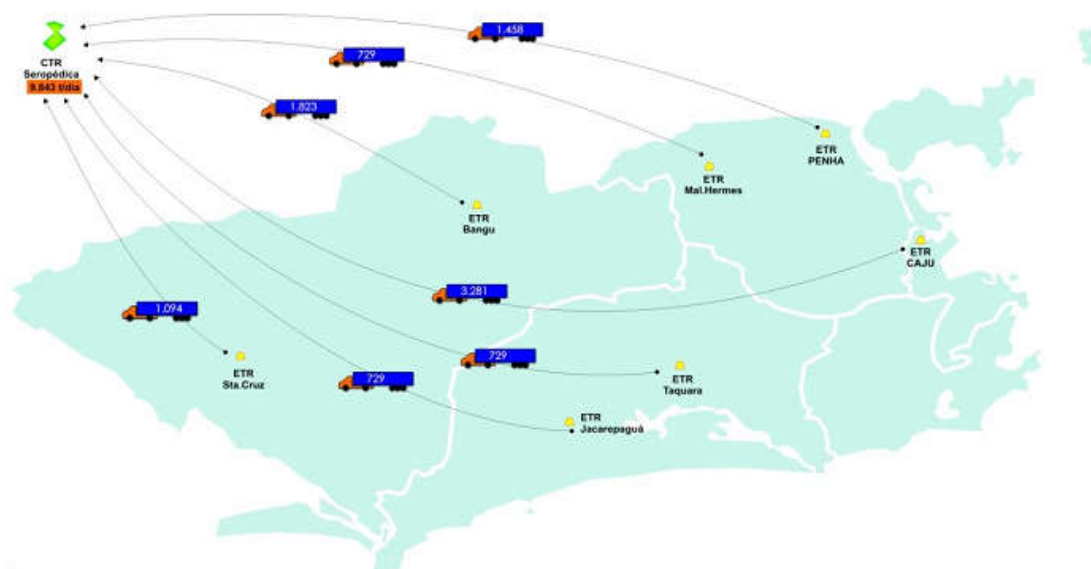 1.458
729
CTR
Seropédica
9.843 t/dia
1.823
ETR
PENHA
ETR
Mal.Hermes
ETR
Bangu
ETR
CAJU
3.281
1.094
729
ETR
Sta.Cruz
729
ETR
Taquara
ETR
Jacarepaguá